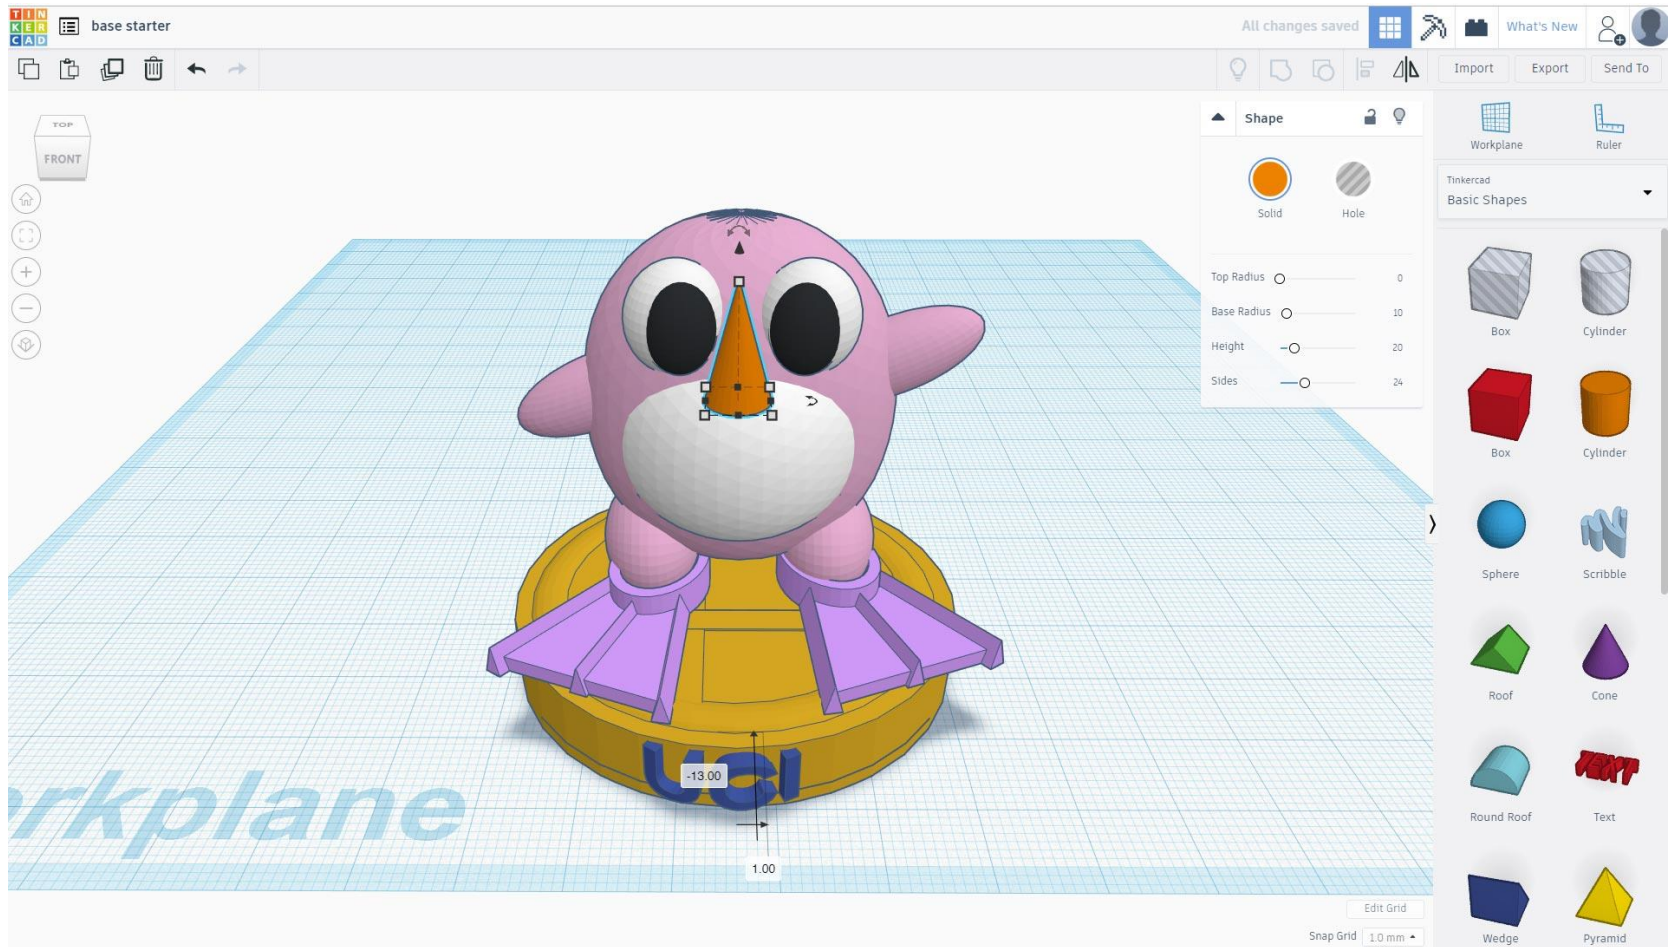 TIN
KER
CAD
base starter
All changes saved
What's New
Import
Export
Send To
TOP
FRONT
Shape
Solid
Hole
Top Radius
0
Base Radius
10
Height
20
Sides
24
Workplane
Ruler
Tinkercad
Basic Shapes
Box
Cylinder
Box
Cylinder
Sphere
Scribble
Roof
Cone
Round Roof
TEXT
Text
Wedge
Pyramid
UCI
-13.00
1.00
rkplane
Edit Grid
Snap Grid
1.0 mm